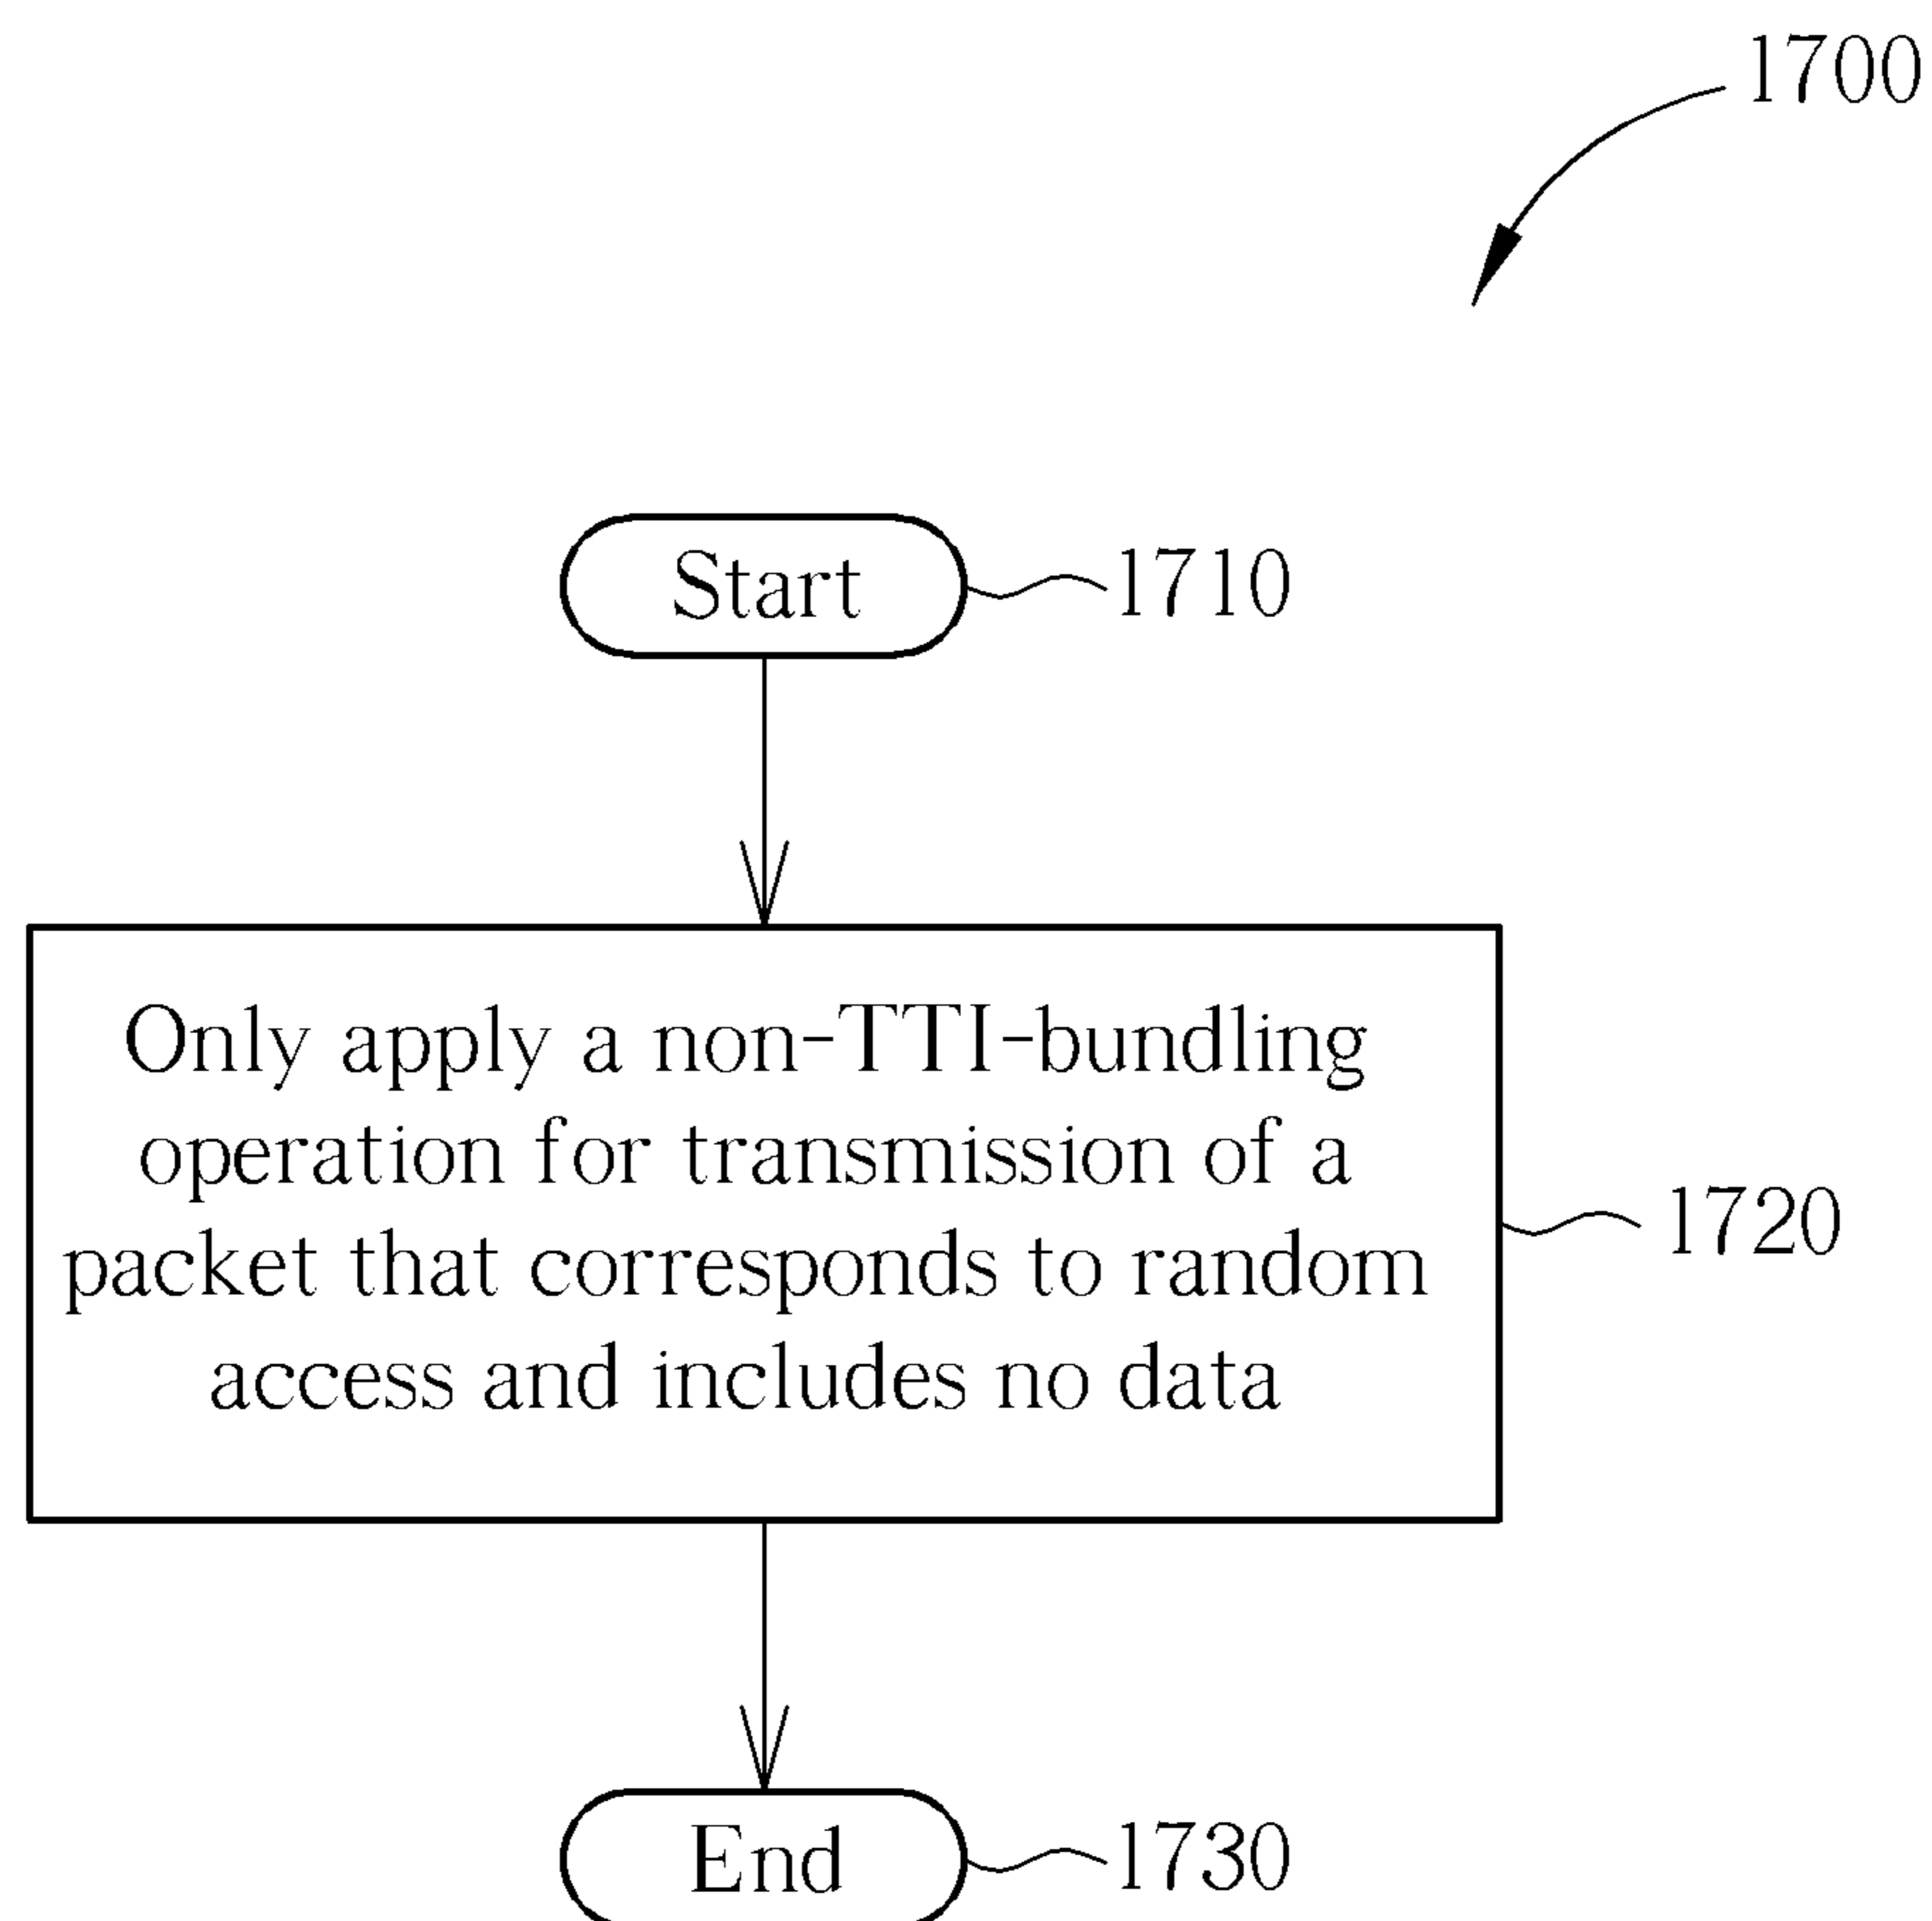 1700
Start
1710
Only apply a non-TTI-bundling
operation for transmission of a
packet that corresponds to random
access and includes no data
1720
End
1730